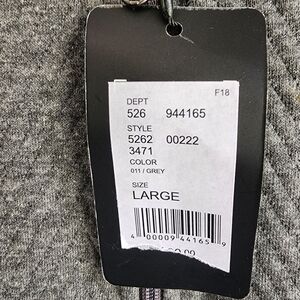 F18
DEPT
526 944165
STYLE
5262 00222
3471
COLOR
011 / GREY
SIZE
LARGE
4 00009 44165 9